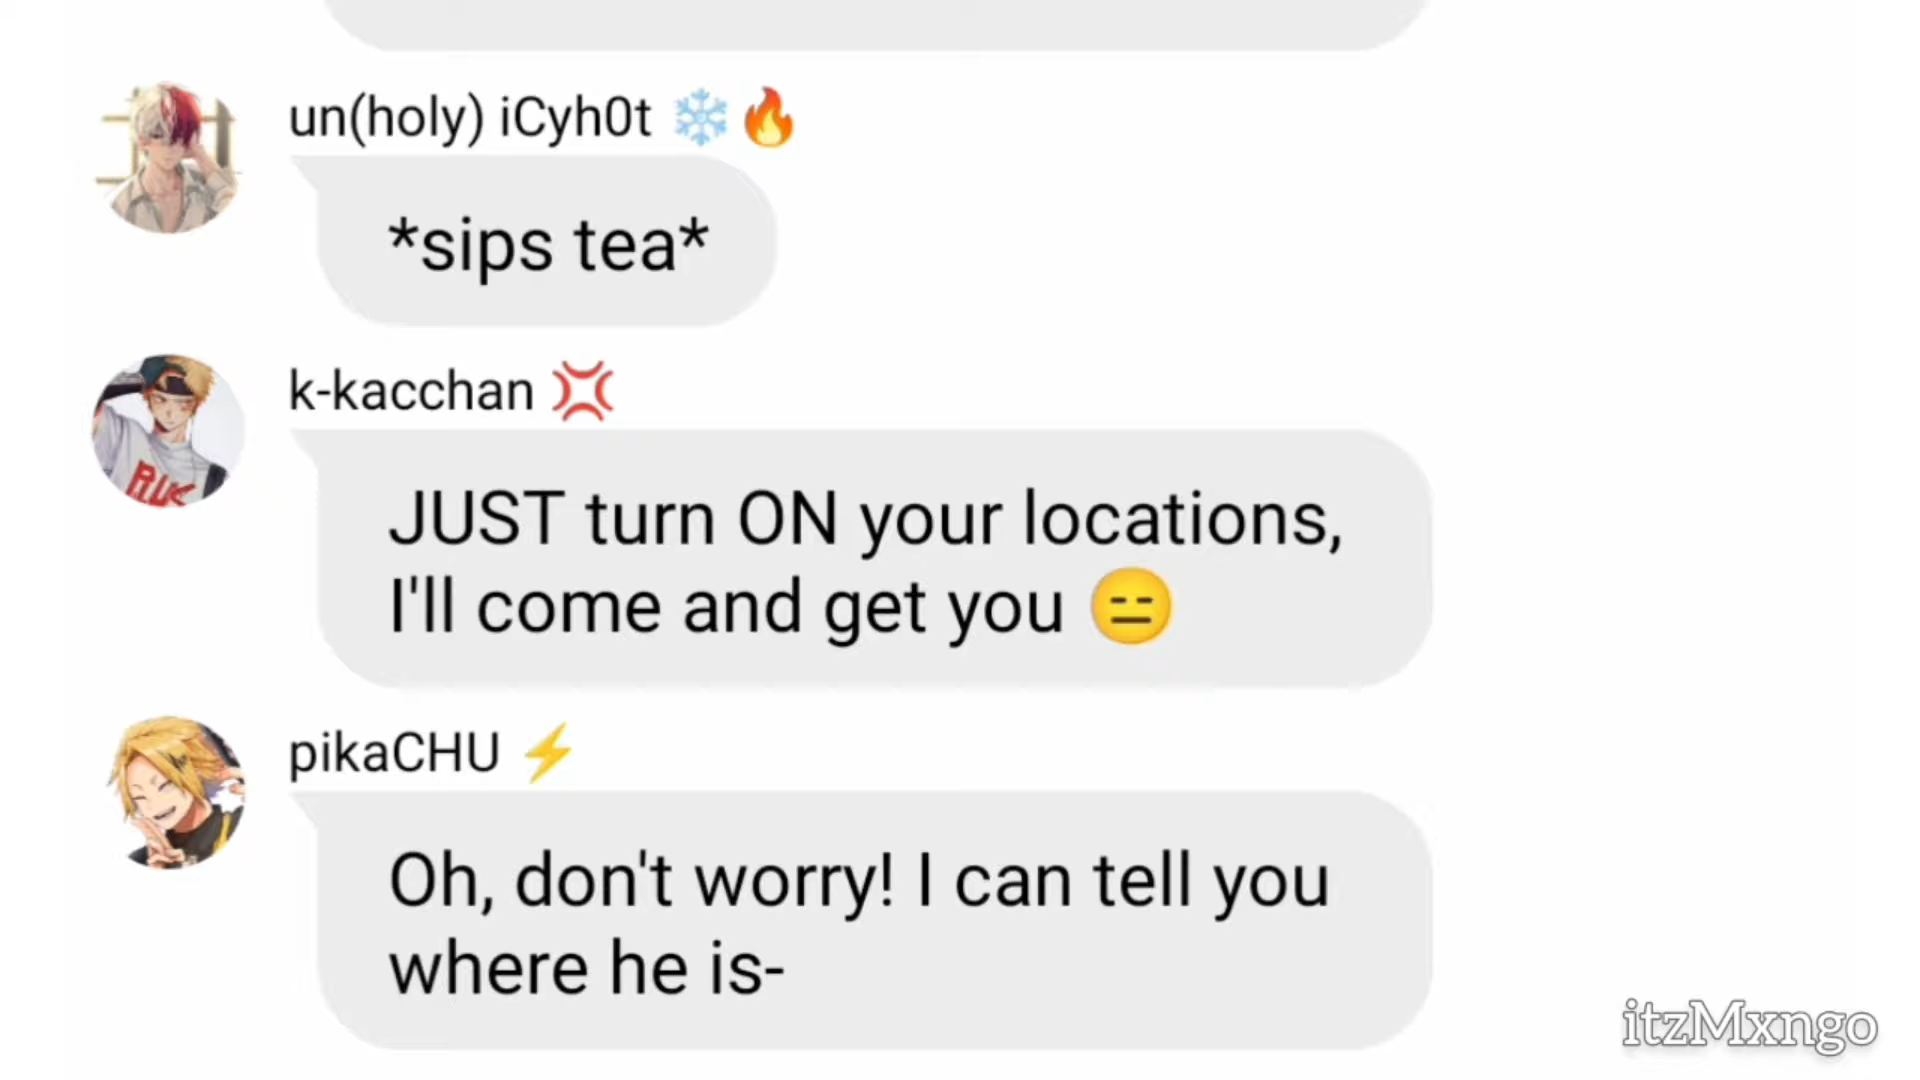 un(holy) iCyh0t ❄️🔥
*sips tea*
k-kacchan 💢
JUST turn ON your locations,
I'll come and get you 😑
pikaCHU ⚡
Oh, don't worry! I can tell you
where he is-
itzMxngo